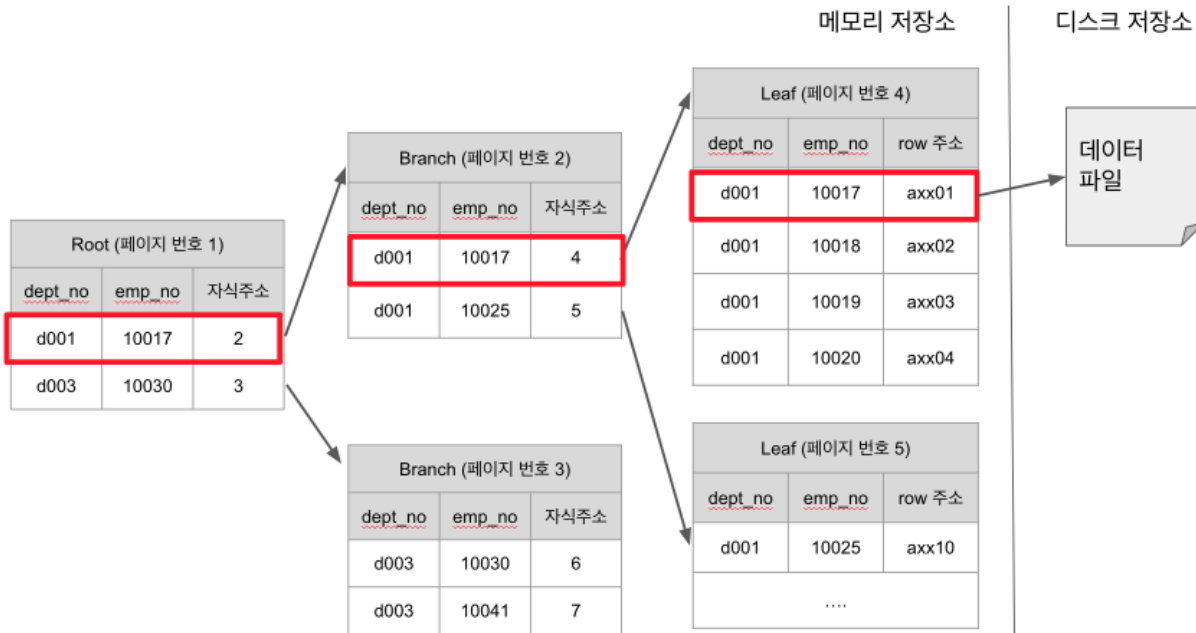 메모리 저장소
디스크 저장소
Root (페이지 번호 1)
dept_no emp_no 자식주소
d001 10017 2
d003 10030 3
Branch (페이지 번호 2)
dept_no emp_no 자식주소
d001 10017 4
d001 10025 5
Branch (페이지 번호 3)
dept_no emp_no 자식주소
d003 10030 6
d003 10041 7
Leaf (페이지 번호 4)
dept_no emp_no row 주소
d001 10017 axx01
d001 10018 axx02
d001 10019 axx03
d001 10020 axx04
Leaf (페이지 번호 5)
dept_no emp_no row 주소
d001 10025 axx10
....
데이터
파일